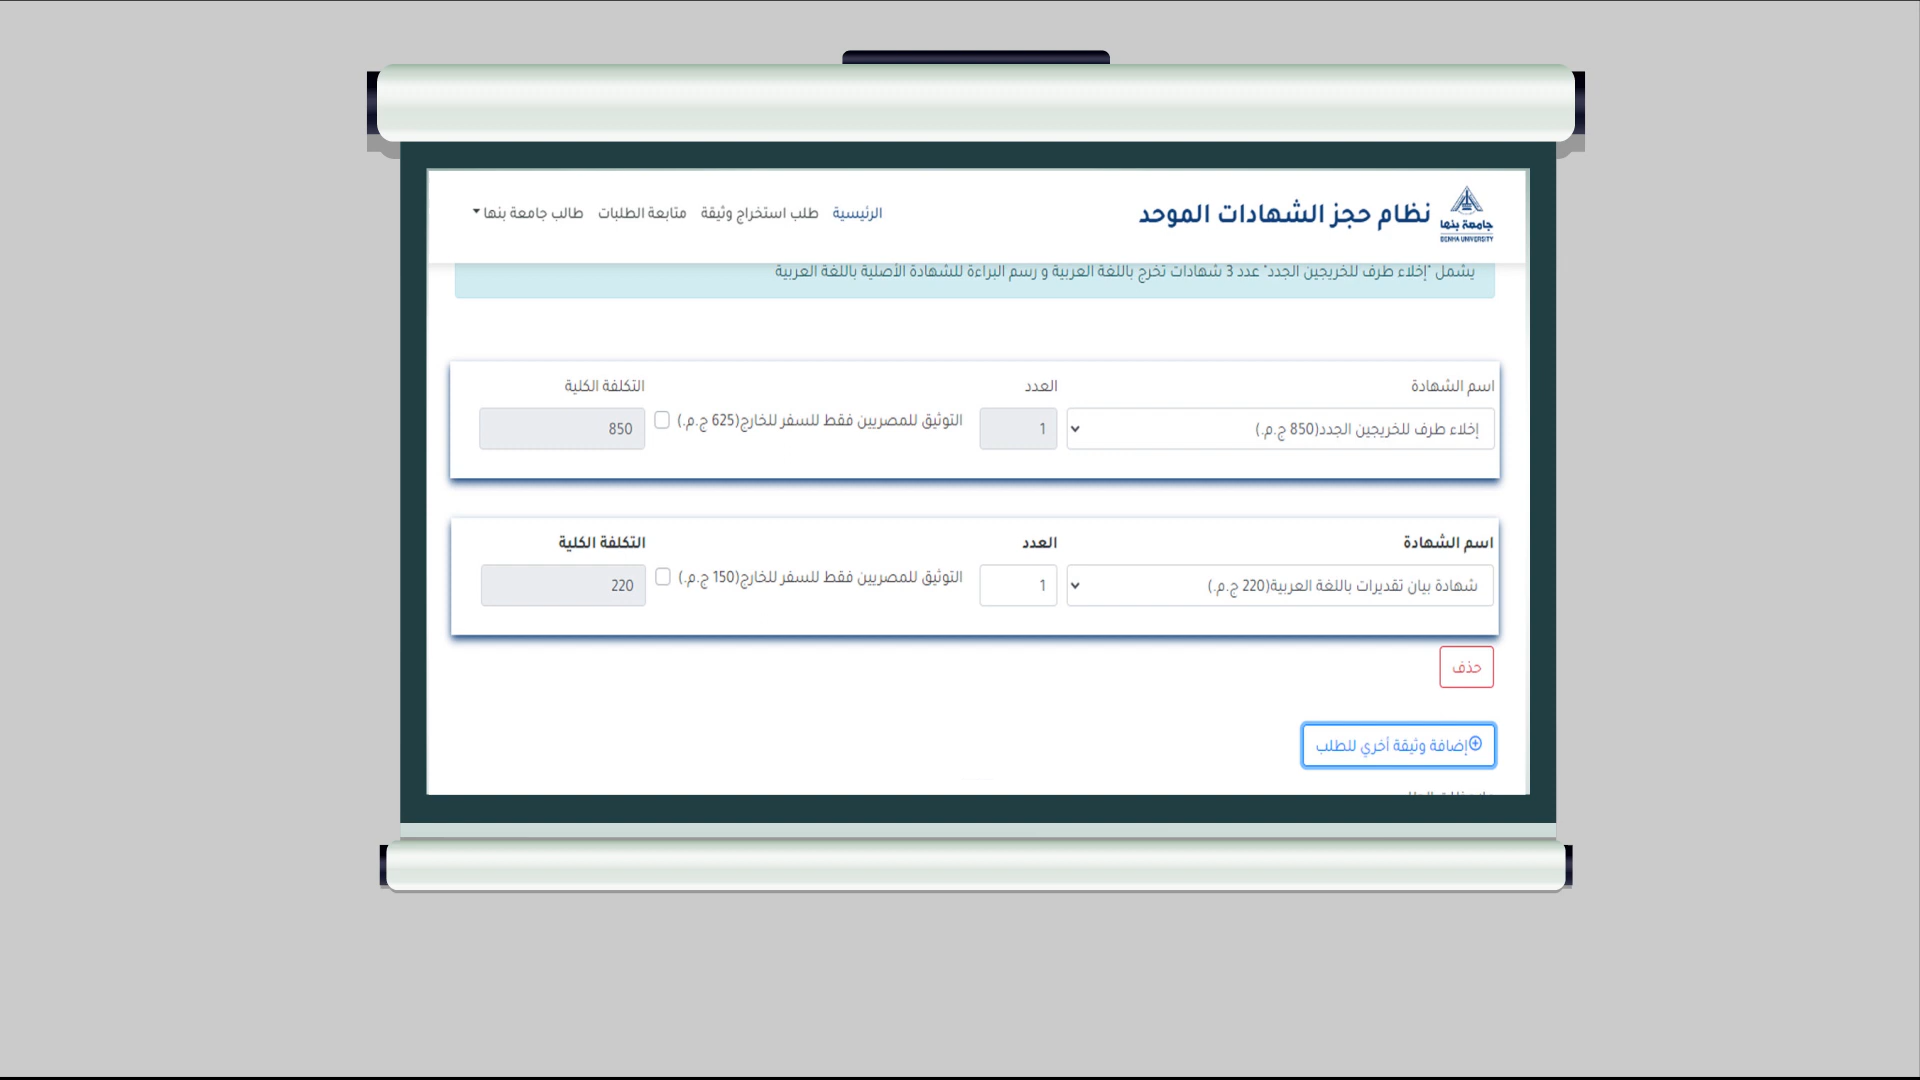 جامعة بنها
BENHA UNIVERSITY
نظام حجز الشهادات الموحد
الرئيسية طلب استخراج وثيقة متابعة الطلبات طالب جامعة بنها
يشمل "إخلاء طرف للخريجين الجدد" عدد 3 شهادات تخرج باللغة العربية و رسم البراءة للشهادة الأصلية باللغة العربية
اسم الشهادة العدد التكلفة الكلية
إخلاء طرف للخريجين الجدد(850 ج.م.) 1 التوثيق للمصريين فقط للسفر للخارج(625 ج.م.) 850
اسم الشهادة العدد التكلفة الكلية
شهادة بيان تقديرات باللغة العربية(220 ج.م.) 1 التوثيق للمصريين فقط للسفر للخارج(150 ج.م.) 220
حذف
إضافة وثيقة أخري للطلب